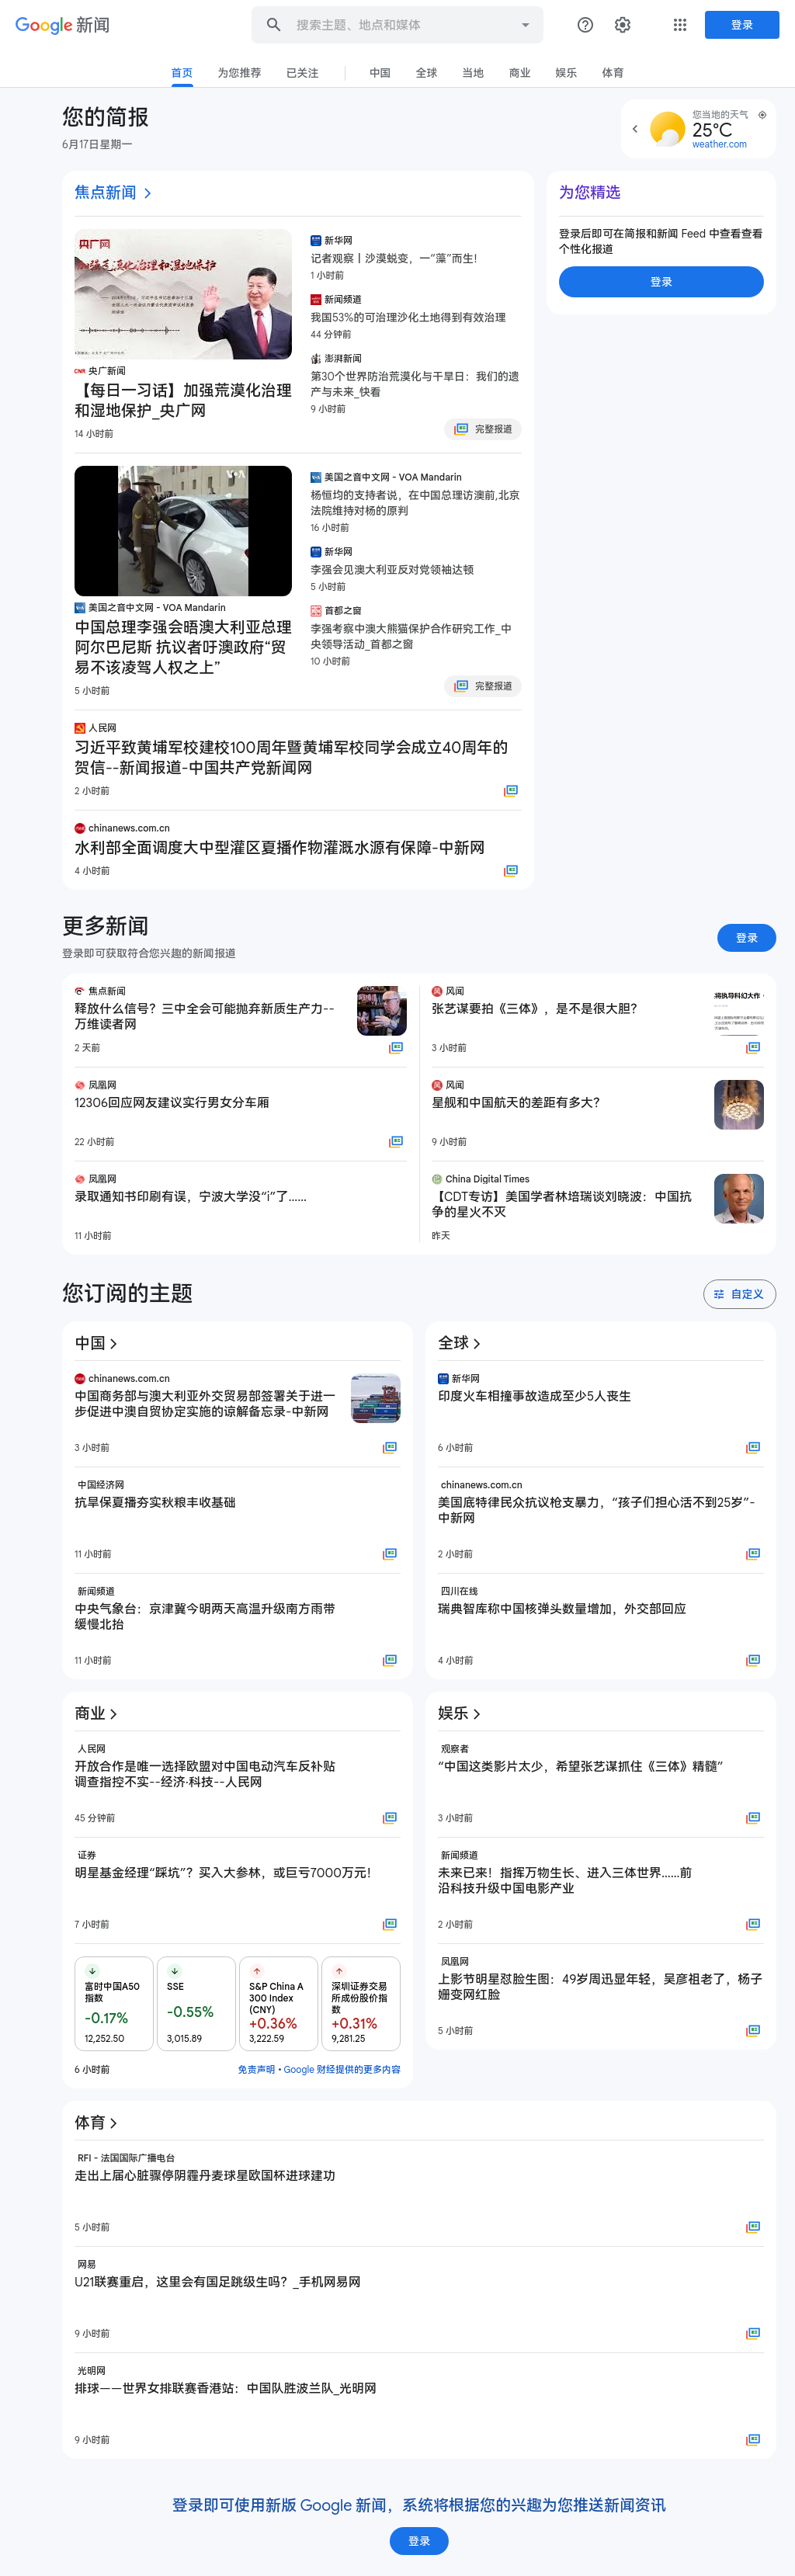 Google 新闻
搜索主题、地点和媒体
登录
首页
为您推荐
已关注
中国
全球
当地
商业
娱乐
体育
您的简报
6月17日星期一
您当地的天气
25°C
weather.com
焦点新闻
央广网
加强荒漠化治理和湿地保护
CNR 央广新闻
【每日一习话】加强荒漠化治理
和湿地保护_央广网
14 小时前
新华网
记者观察丨沙漠蜕变，一“藻”而生！
1 小时前
新闻频道
我国53%的可治理沙化土地得到有效治理
44 分钟前
澎湃新闻
第30个世界防治荒漠化与干旱日：我们的遗
产与未来_快看
9 小时前
完整报道
为您精选
登录后即可在简报和新闻 Feed 中查看查看
个性化报道
登录
VOA
美国之音中文网 - VOA Mandarin
中国总理李强会晤澳大利亚总理
阿尔巴尼斯 抗议者吁澳政府“贸
易不该凌驾人权之上”
5 小时前
美国之音中文网 - VOA Mandarin
杨恒均的支持者说，在中国总理访澳前,北京
法院维持对杨的原判
16 小时前
新华网
李强会见澳大利亚反对党领袖达顿
5 小时前
首都之窗
李强考察中澳大熊猫保护合作研究工作_中
央领导活动_首都之窗
10 小时前
完整报道
人民网
习近平致黄埔军校建校100周年暨黄埔军校同学会成立40周年的
贺信--新闻报道-中国共产党新闻网
2 小时前
chinanews.com.cn
水利部全面调度大中型灌区夏播作物灌溉水源有保障-中新网
4 小时前
更多新闻
登录即可获取符合您兴趣的新闻报道
登录
焦点新闻
释放什么信号？三中全会可能抛弃新质生产力--
万维读者网
2 天前
凤凰网
12306回应网友建议实行男女分车厢
22 小时前
凤凰网
录取通知书印刷有误，宁波大学没“i”了……
11 小时前
风闻
张艺谋要拍《三体》，是不是很大胆？
3 小时前
将执导科幻大作
风闻
星舰和中国航天的差距有多大？
9 小时前
China Digital Times
【CDT专访】美国学者林培瑞谈刘晓波：中国抗
争的星火不灭
昨天
您订阅的主题
自定义
中国
chinanews.com.cn
中国商务部与澳大利亚外交贸易部签署关于进一
步促进中澳自贸协定实施的谅解备忘录-中新网
3 小时前
中国经济网
抗旱保夏播夯实秋粮丰收基础
11 小时前
新闻频道
中央气象台：京津冀今明两天高温升级南方雨带
缓慢北抬
11 小时前
全球
新华网
印度火车相撞事故造成至少5人丧生
6 小时前
chinanews.com.cn
美国底特律民众抗议枪支暴力，“孩子们担心活不到25岁”-
中新网
2 小时前
四川在线
瑞典智库称中国核弹头数量增加，外交部回应
4 小时前
商业
人民网
开放合作是唯一选择欧盟对中国电动汽车反补贴
调查指控不实--经济·科技--人民网
45 分钟前
证券
明星基金经理“踩坑”？买入大参林，或巨亏7000万元！
7 小时前
富时中国A50
指数
-0.17%
12,252.50
SSE
-0.55%
3,015.89
S&P China A
300 Index
(CNY)
+0.36%
3,222.59
深圳证券交易
所成份股价指
数
+0.31%
9,281.25
6 小时前
免责声明 • Google 财经提供的更多内容
娱乐
观察者
“中国这类影片太少，希望张艺谋抓住《三体》精髓”
3 小时前
新闻频道
未来已来！指挥万物生长、进入三体世界……前
沿科技升级中国电影产业
2 小时前
凤凰网
上影节明星怼脸生图：49岁周迅显年轻，吴彦祖老了，杨子
姗变网红脸
5 小时前
体育
RFI - 法国国际广播电台
走出上届心脏骤停阴霾丹麦球星欧国杯进球建功
5 小时前
网易
U21联赛重启，这里会有国足跳级生吗？_手机网易网
9 小时前
光明网
排球——世界女排联赛香港站：中国队胜波兰队_光明网
9 小时前
登录即可使用新版 Google 新闻，系统将根据您的兴趣为您推送新闻资讯
登录